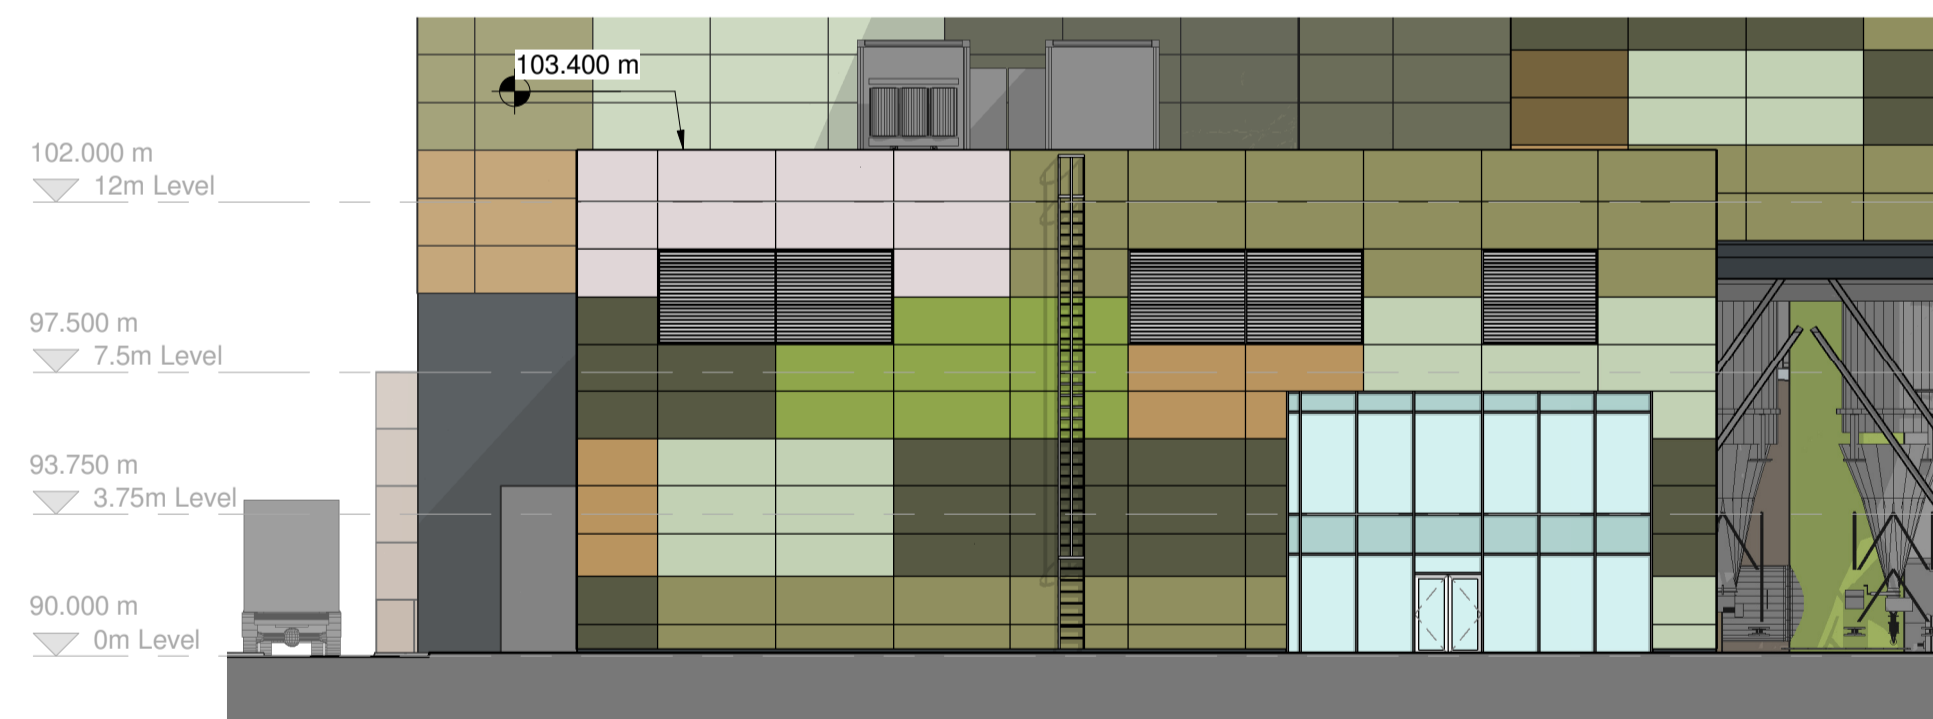 103.400 m
102.000 m
12m Level
97.500 m
7.5m Level
93.750 m
3.75m Level
90.000 m
0m Level